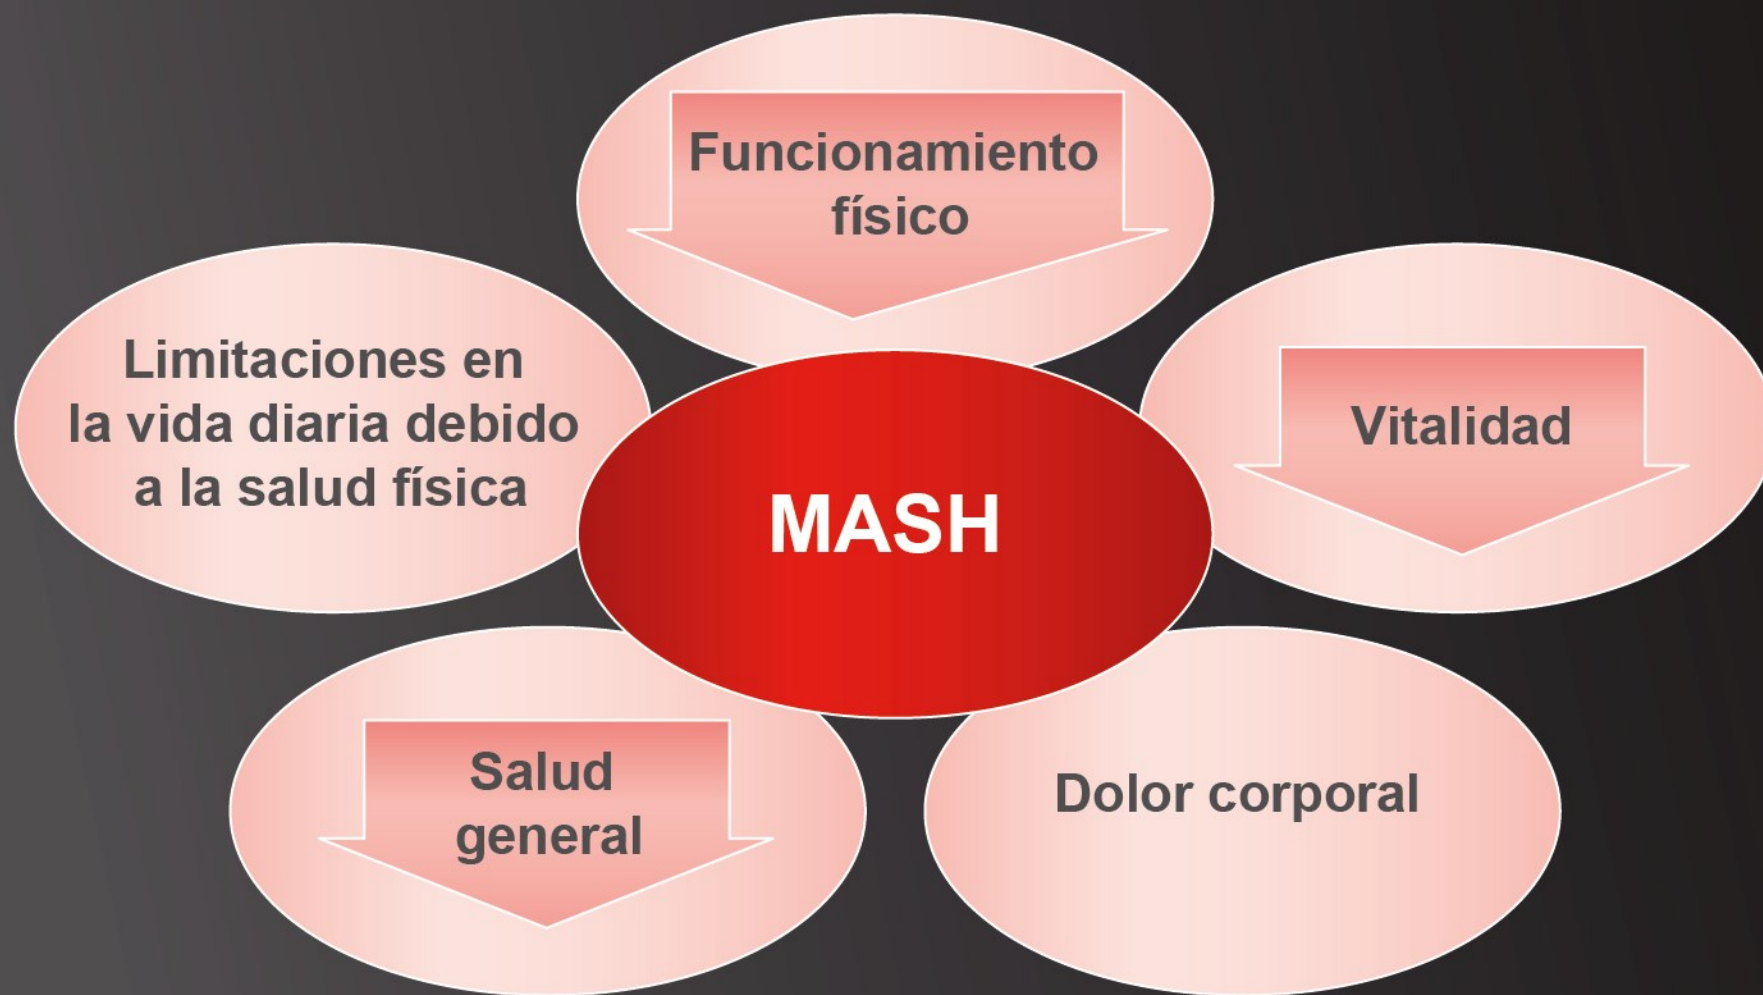 Funcionamiento
físico
Limitaciones en
la vida diaria debido
a la salud física
Vitalidad
MASH
Salud
general
Dolor corporal